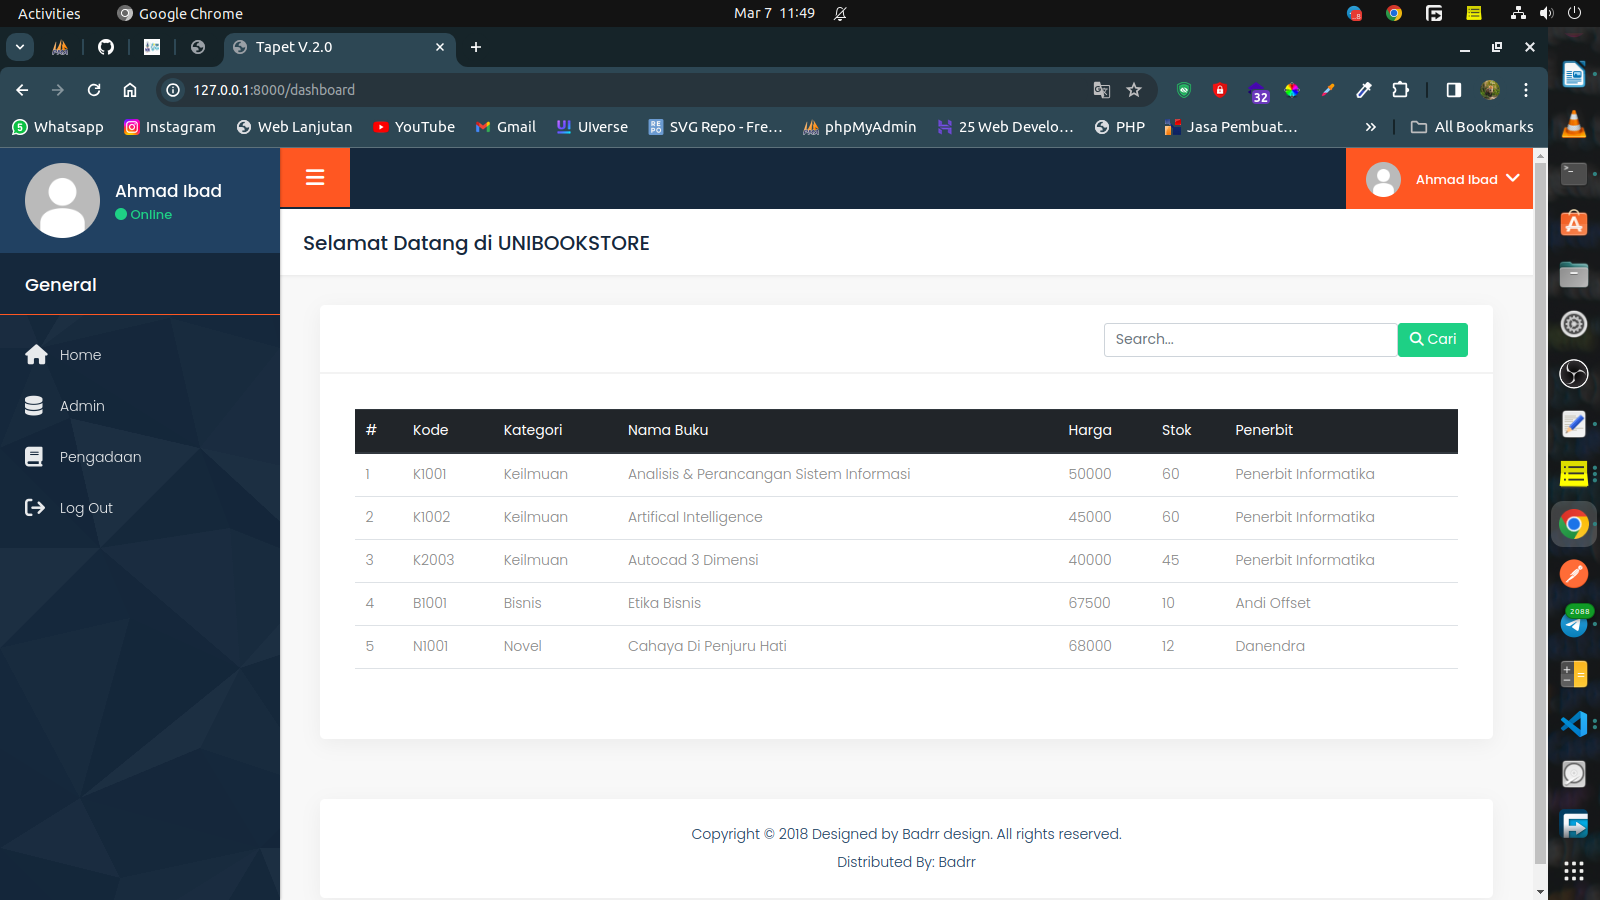 Activities Google Chrome Mar 7 11:49
Tapet V.2.0
127.0.0.1:8000/dashboard 32
Whatsapp Instagram Web Lanjutan YouTube Gmail UIverse SVG Repo - Fre... phpMyAdmin 25 Web Develo... PHP Jasa Pembuat... » All Bookmarks
Ahmad Ibad
Online
Ahmad Ibad
Selamat Datang di UNIBOOKSTORE
General
Home
Admin
Pengadaan
Log Out
Search... Cari
# Kode Kategori Nama Buku Harga Stok Penerbit
1 K1001 Keilmuan Analisis & Perancangan Sistem Informasi 50000 60 Penerbit Informatika
2 K1002 Keilmuan Artifical Intelligence 45000 60 Penerbit Informatika
3 K2003 Keilmuan Autocad 3 Dimensi 40000 45 Penerbit Informatika
4 B1001 Bisnis Etika Bisnis 67500 10 Andi Offset
5 N1001 Novel Cahaya Di Penjuru Hati 68000 12 Danendra
Copyright © 2018 Designed by Badrr design. All rights reserved.
Distributed By: Badrr
2088